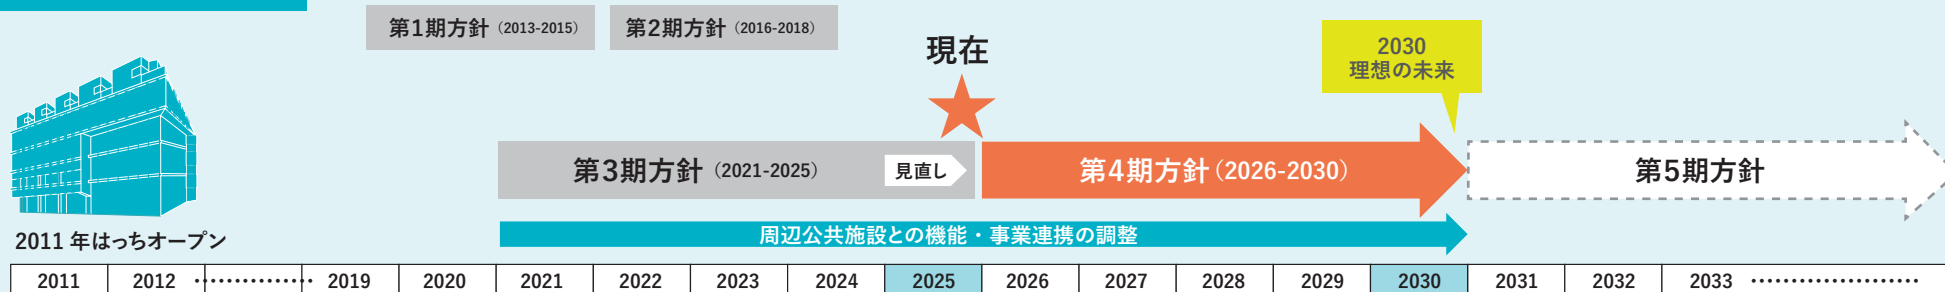 第1期方針（2013-2015）
第2期方針（2016-2018）
現在
2030
理想の未来
第3期方針（2021-2025）
見直し
第4期方針（2026-2030）
第5期方針
周辺公共施設との機能・事業連携の調整
2011 年はっちオープン
2011 2012 ･･････････････ 2019 2020 2021 2022 2023 2024 2025 2026 2027 2028 2029 2030 2031 2032 2033 ････････････････････